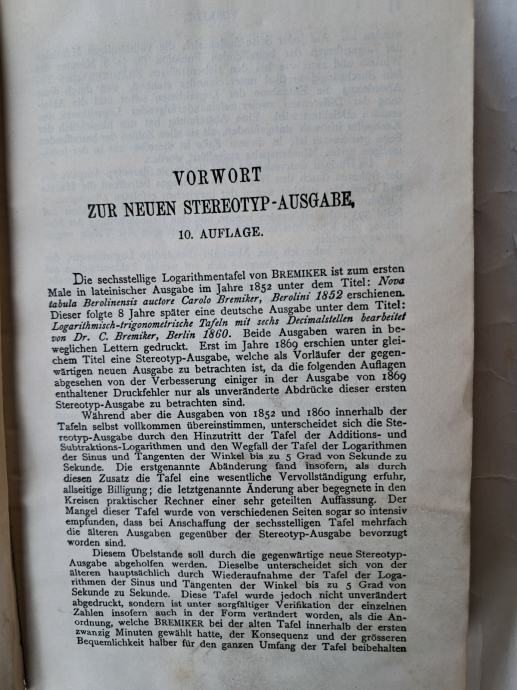 VORWORT
ZUR NEUEN STEREOTYP-AUSGABE,
10. AUFLAGE.
Die sechsstellige Logarithmentafel von BREMIKER ist zum ersten
Male in lateinischer Ausgabe im Jahre 1852 unter dem Titel: Nova
tabula Berolinensis auctore Carolo Bremiker, Berolini 1852 erschienen.
Dieser folgte 8 Jahre später eine deutsche Ausgabe unter dem Titel:
Logarithmisch-trigonometrische Tafeln mit sechs Decimalstellen bearbeitet
von Dr. C. Bremiker, Berlin 1860. Beide Ausgaben waren in be-
weglichen Lettern gedruckt. Erst im Jahre 1869 erschien unter glei-
chem Titel eine Stereotyp-Ausgabe, welche als Vorläufer der gegen-
wärtigen neuen Ausgabe zu betrachten ist, da die folgenden Auflagen
abgesehen von der Verbesserung einiger in der Ausgabe von 1869
enthaltener Druckfehler nur als unveränderte Abdrücke dieser ersten
Stereotyp-Ausgabe zu betrachten sind.
Während aber die Ausgaben von 1852 und 1860 innerhalb der
Tafeln selbst vollkommen übereinstimmen, unterscheidet sich die Ste-
reotyp-Ausgabe durch den Hinzutritt der Tafel der Additions- und
Subtraktions-Logarithmen und den Wegfall der Tafel der Logarithmen
der Sinus und Tangenten der Winkel bis zu 5 Grad von Sekunde zu
Sekunde. Die erstgenannte Abänderung fand insofern, als durch
diesen Zusatz die Tafel eine wesentliche Vervollständigung erfuhr,
allseitige Billigung; die letztgenannte Änderung aber begegnete in den
Kreisen praktischer Rechner einer sehr geteilten Auffassung. Der
Mangel dieser Tafel wurde von verschiedenen Seiten sogar so intensiv
empfunden, dass bei Anschaffung der sechsstelligen Tafel mehrfach
die älteren Ausgaben gegenüber der Stereotyp-Ausgabe bevorzugt
worden sind.
Diesem Übelstande soll durch die gegenwärtige neue Stereotyp-
Ausgabe abgeholfen werden. Dieselbe unterscheidet sich von der
älteren hauptsächlich durch Wiederaufnahme der Tafel der Loga-
rithmen der Sinus und Tangenten der Winkel bis zu 5 Grad von
Sekunde zu Sekunde. Diese Tafel wurde jedoch nicht unverändert
abgedruckt, sondern ist unter sorgfältiger Verifikation der einzelnen
Zahlen insofern auch in der Form verändert worden, als die An-
ordnung, welche BREMIKER bei der alten Tafel innerhalb der ersten
zwanzig Minuten gewählt hatte, der Konsequenz und der grösseren
Bequemlichkeit halber für den ganzen Umfang der Tafel beibehalten